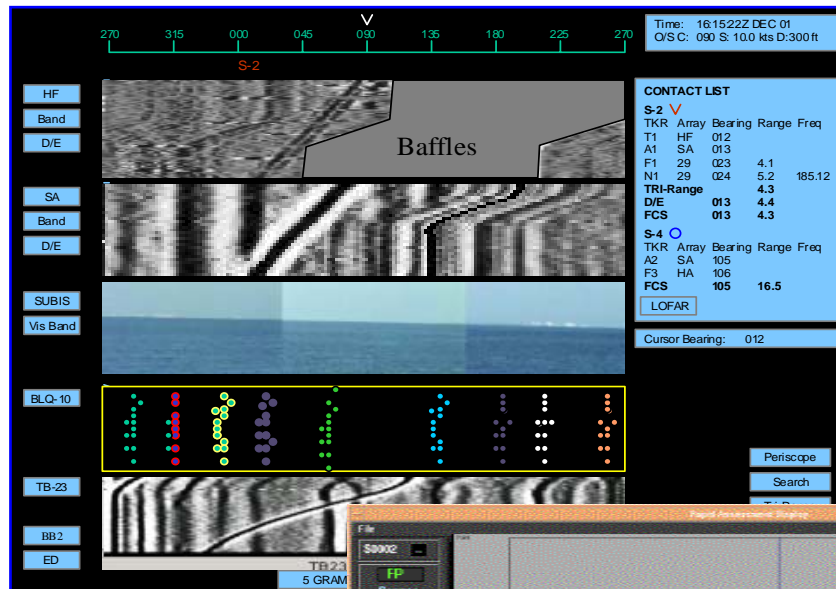 Time: 16:15:22Z DEC 01
O/S C: 090 S: 10.0 kts D:300 ft
270 315 000 045 090 135 180 225 270
S-2
HF
Band
D/E
Baffles
SA
Band
D/E
SUBIS
Vis Band
BLQ-10
TB-23
BB2
ED
TB23
5 GRAM
CONTACT LIST
S-2
TKR Array Bearing Range Freq
T1 HF 012
A1 SA 013
F1 29 023 4.1
N1 29 024 5.2 185.12
TRI-Range 4.3
D/E 013 4.4
FCS 013 4.3
S-4
TKR Array Bearing Range Freq
A2 SA 105
F3 HA 106
FCS 105 16.5
LOFAR
Cursor Bearing: 012
Periscope
Search
Rapid Assessment Display
File
S0002
FP